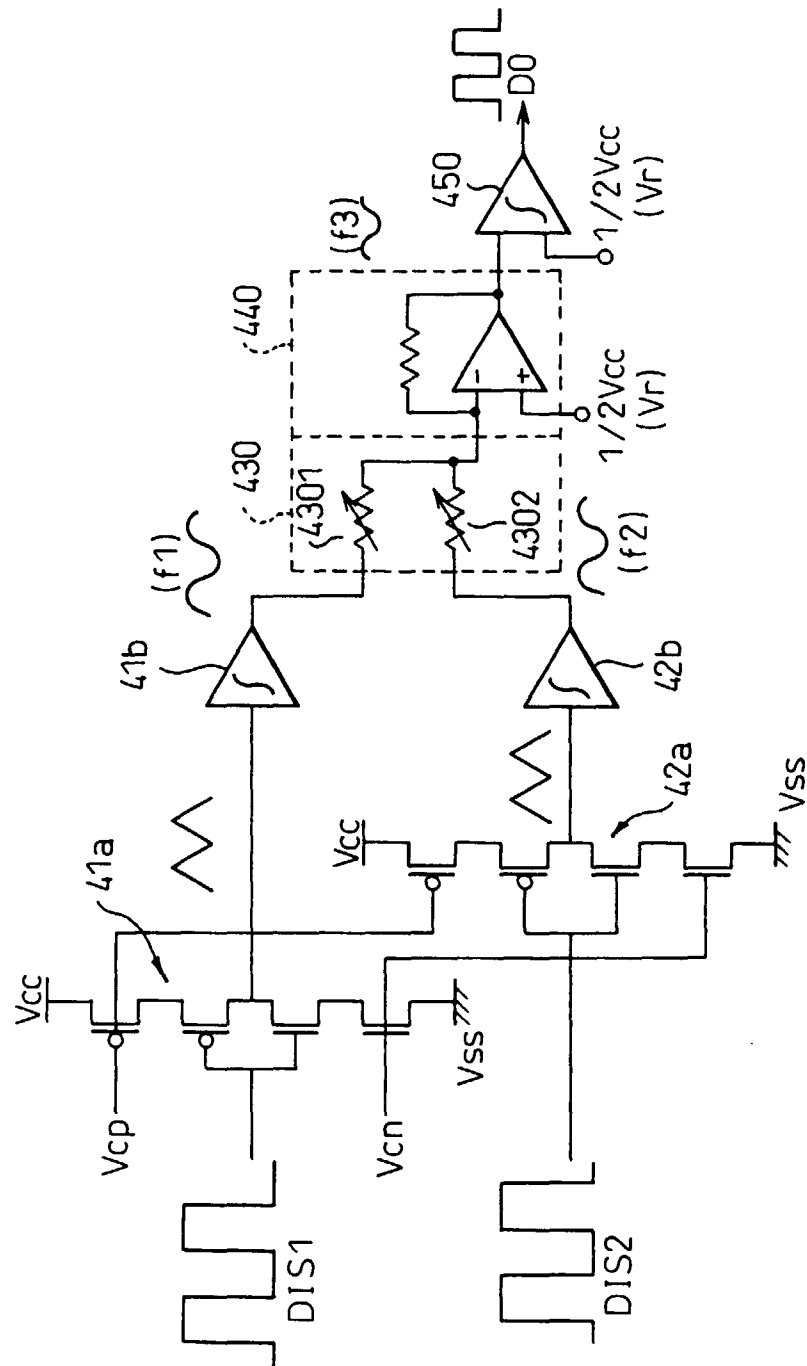 DIS1
DIS2
Vcp
Vcn
Vcc
41a
Vss
Vcc
42a
Vss
41b
(f1)
42b
(f2)
430
4301
4302
440
(f3)
1/2Vcc
(Vr)
450
1/2Vcc
(Vr)
DO
-
+